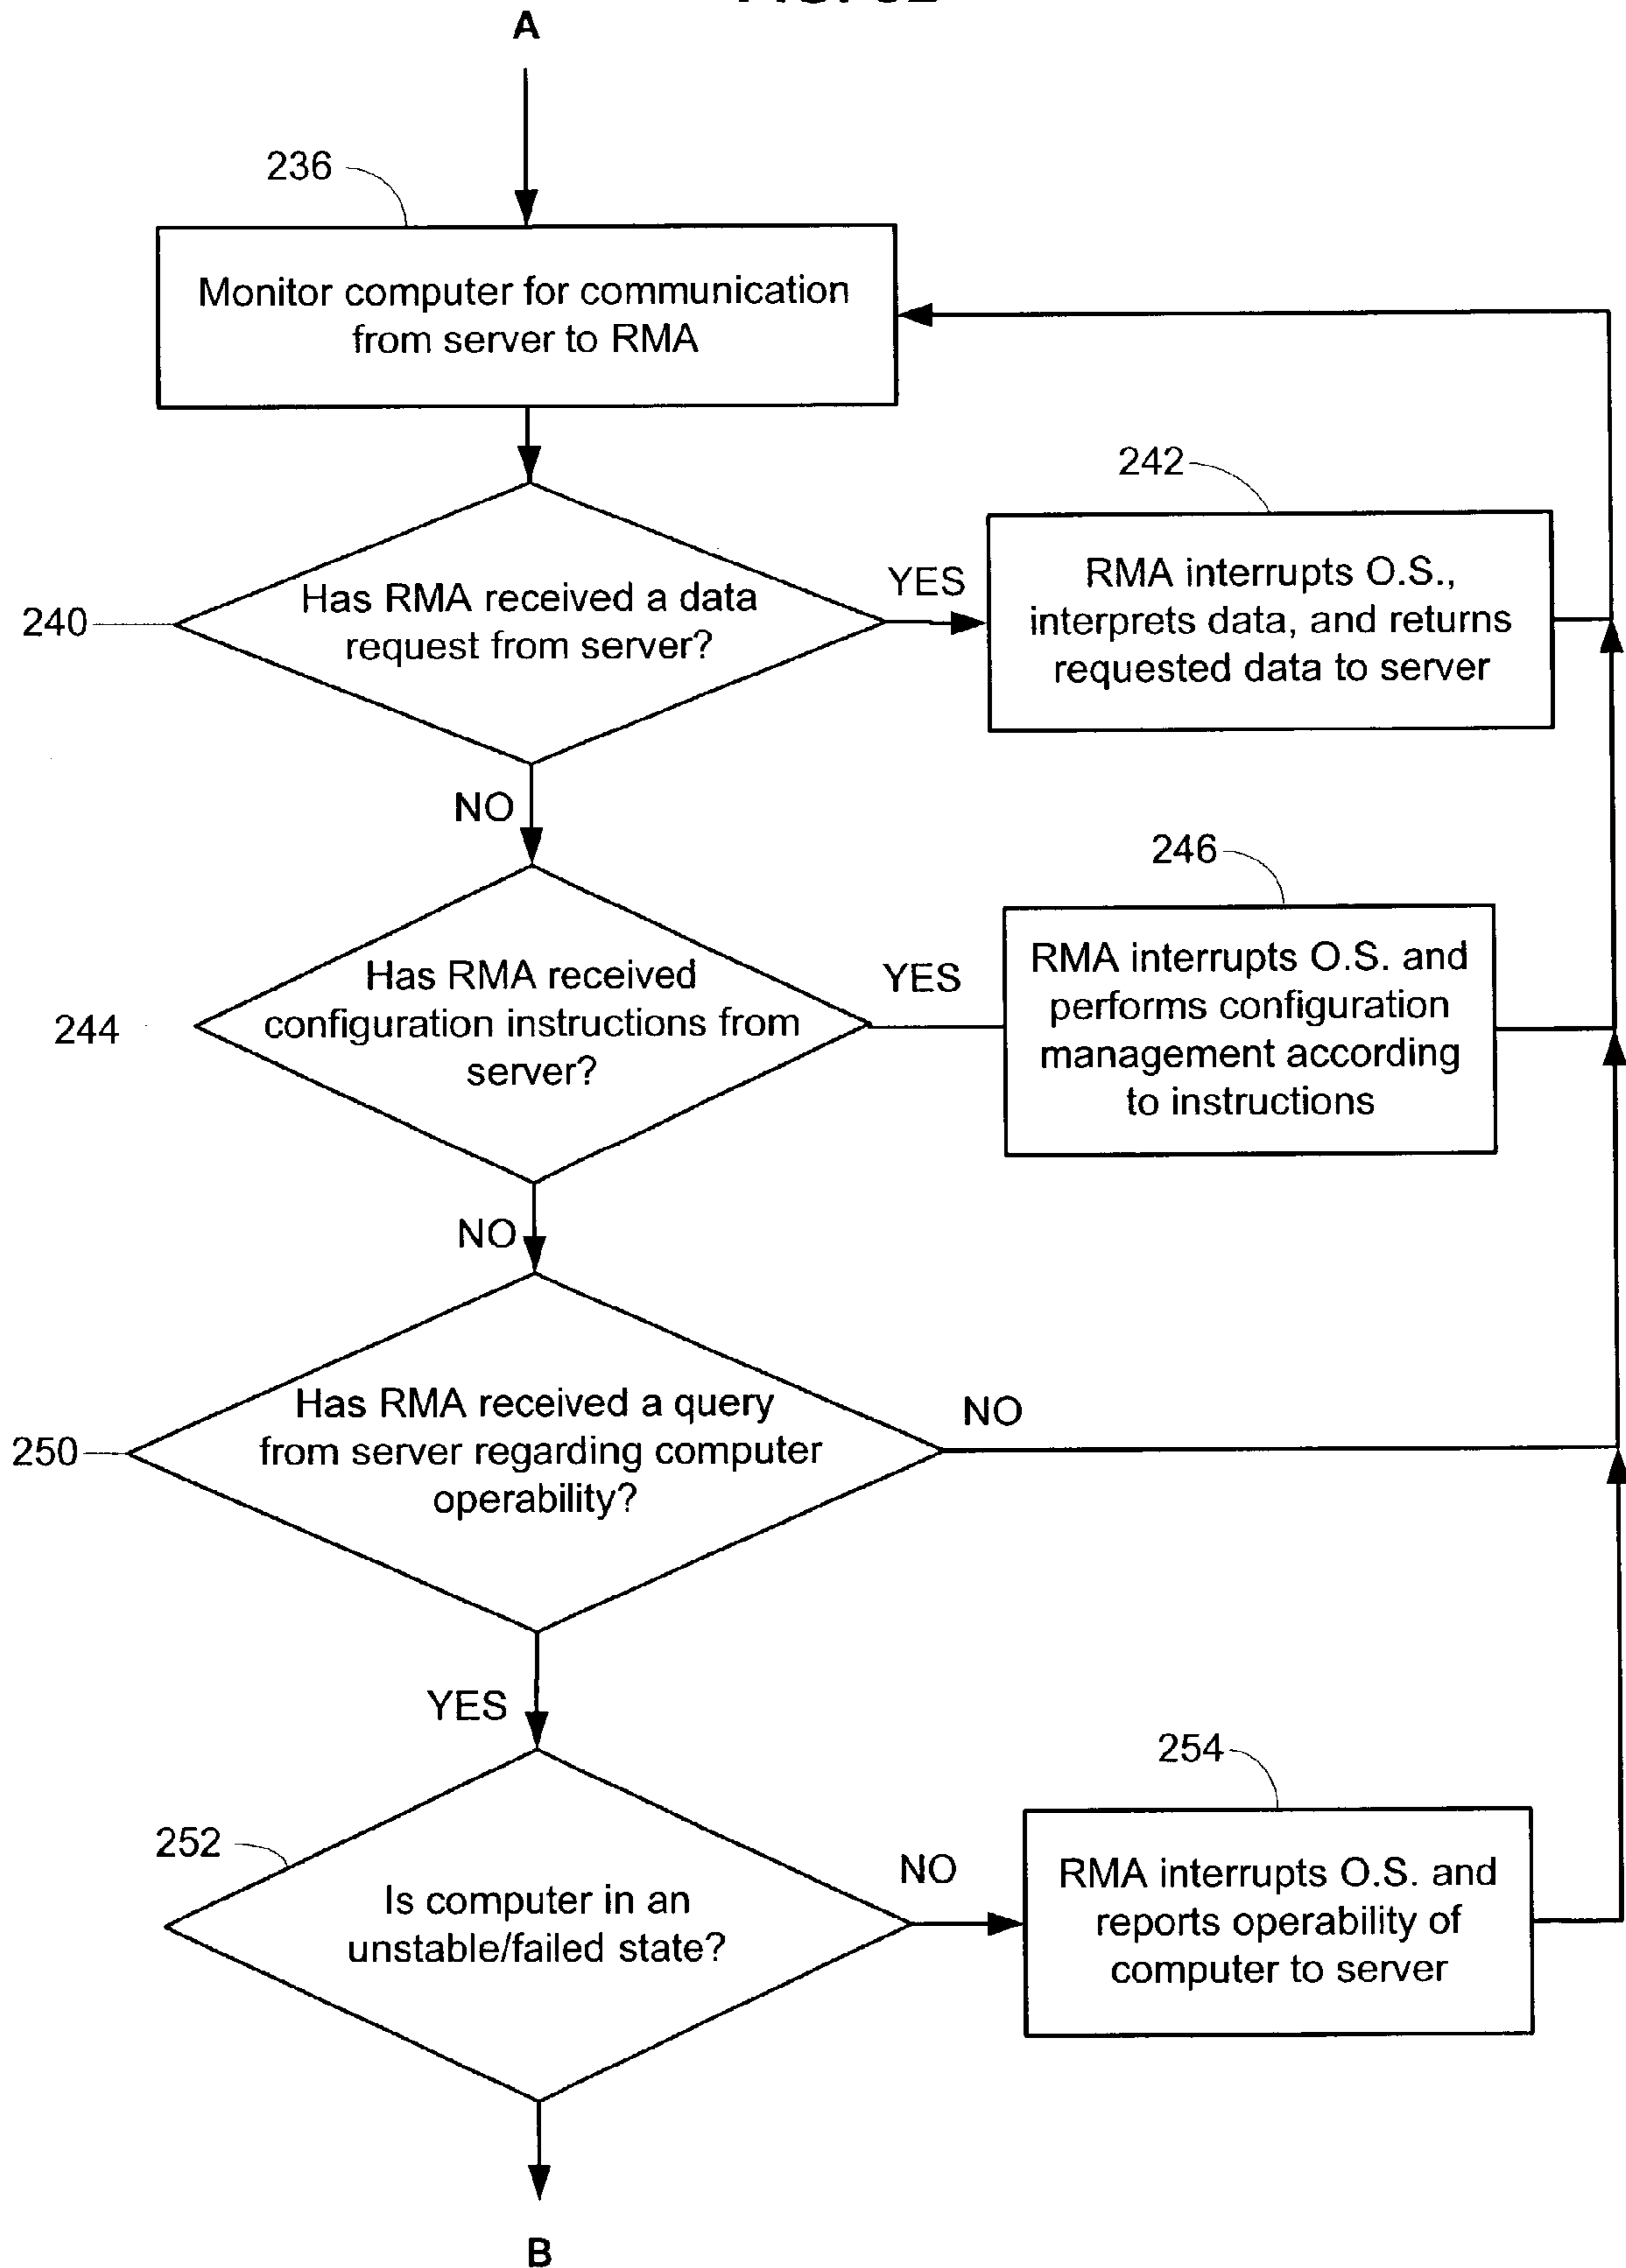 A
236
Monitor computer for communication
from server to RMA
242
240
Has RMA received a data
request from server?
YES
RMA interrupts O.S.,
interprets data, and returns
requested data to server
NO
246
244
Has RMA received
configuration instructions from
server?
YES
RMA interrupts O.S. and
performs configuration
management according
to instructions
NO
250
Has RMA received a query
from server regarding computer
operability?
NO
YES
254
252
Is computer in an
unstable/failed state?
NO
RMA interrupts O.S. and
reports operability of
computer to server
B